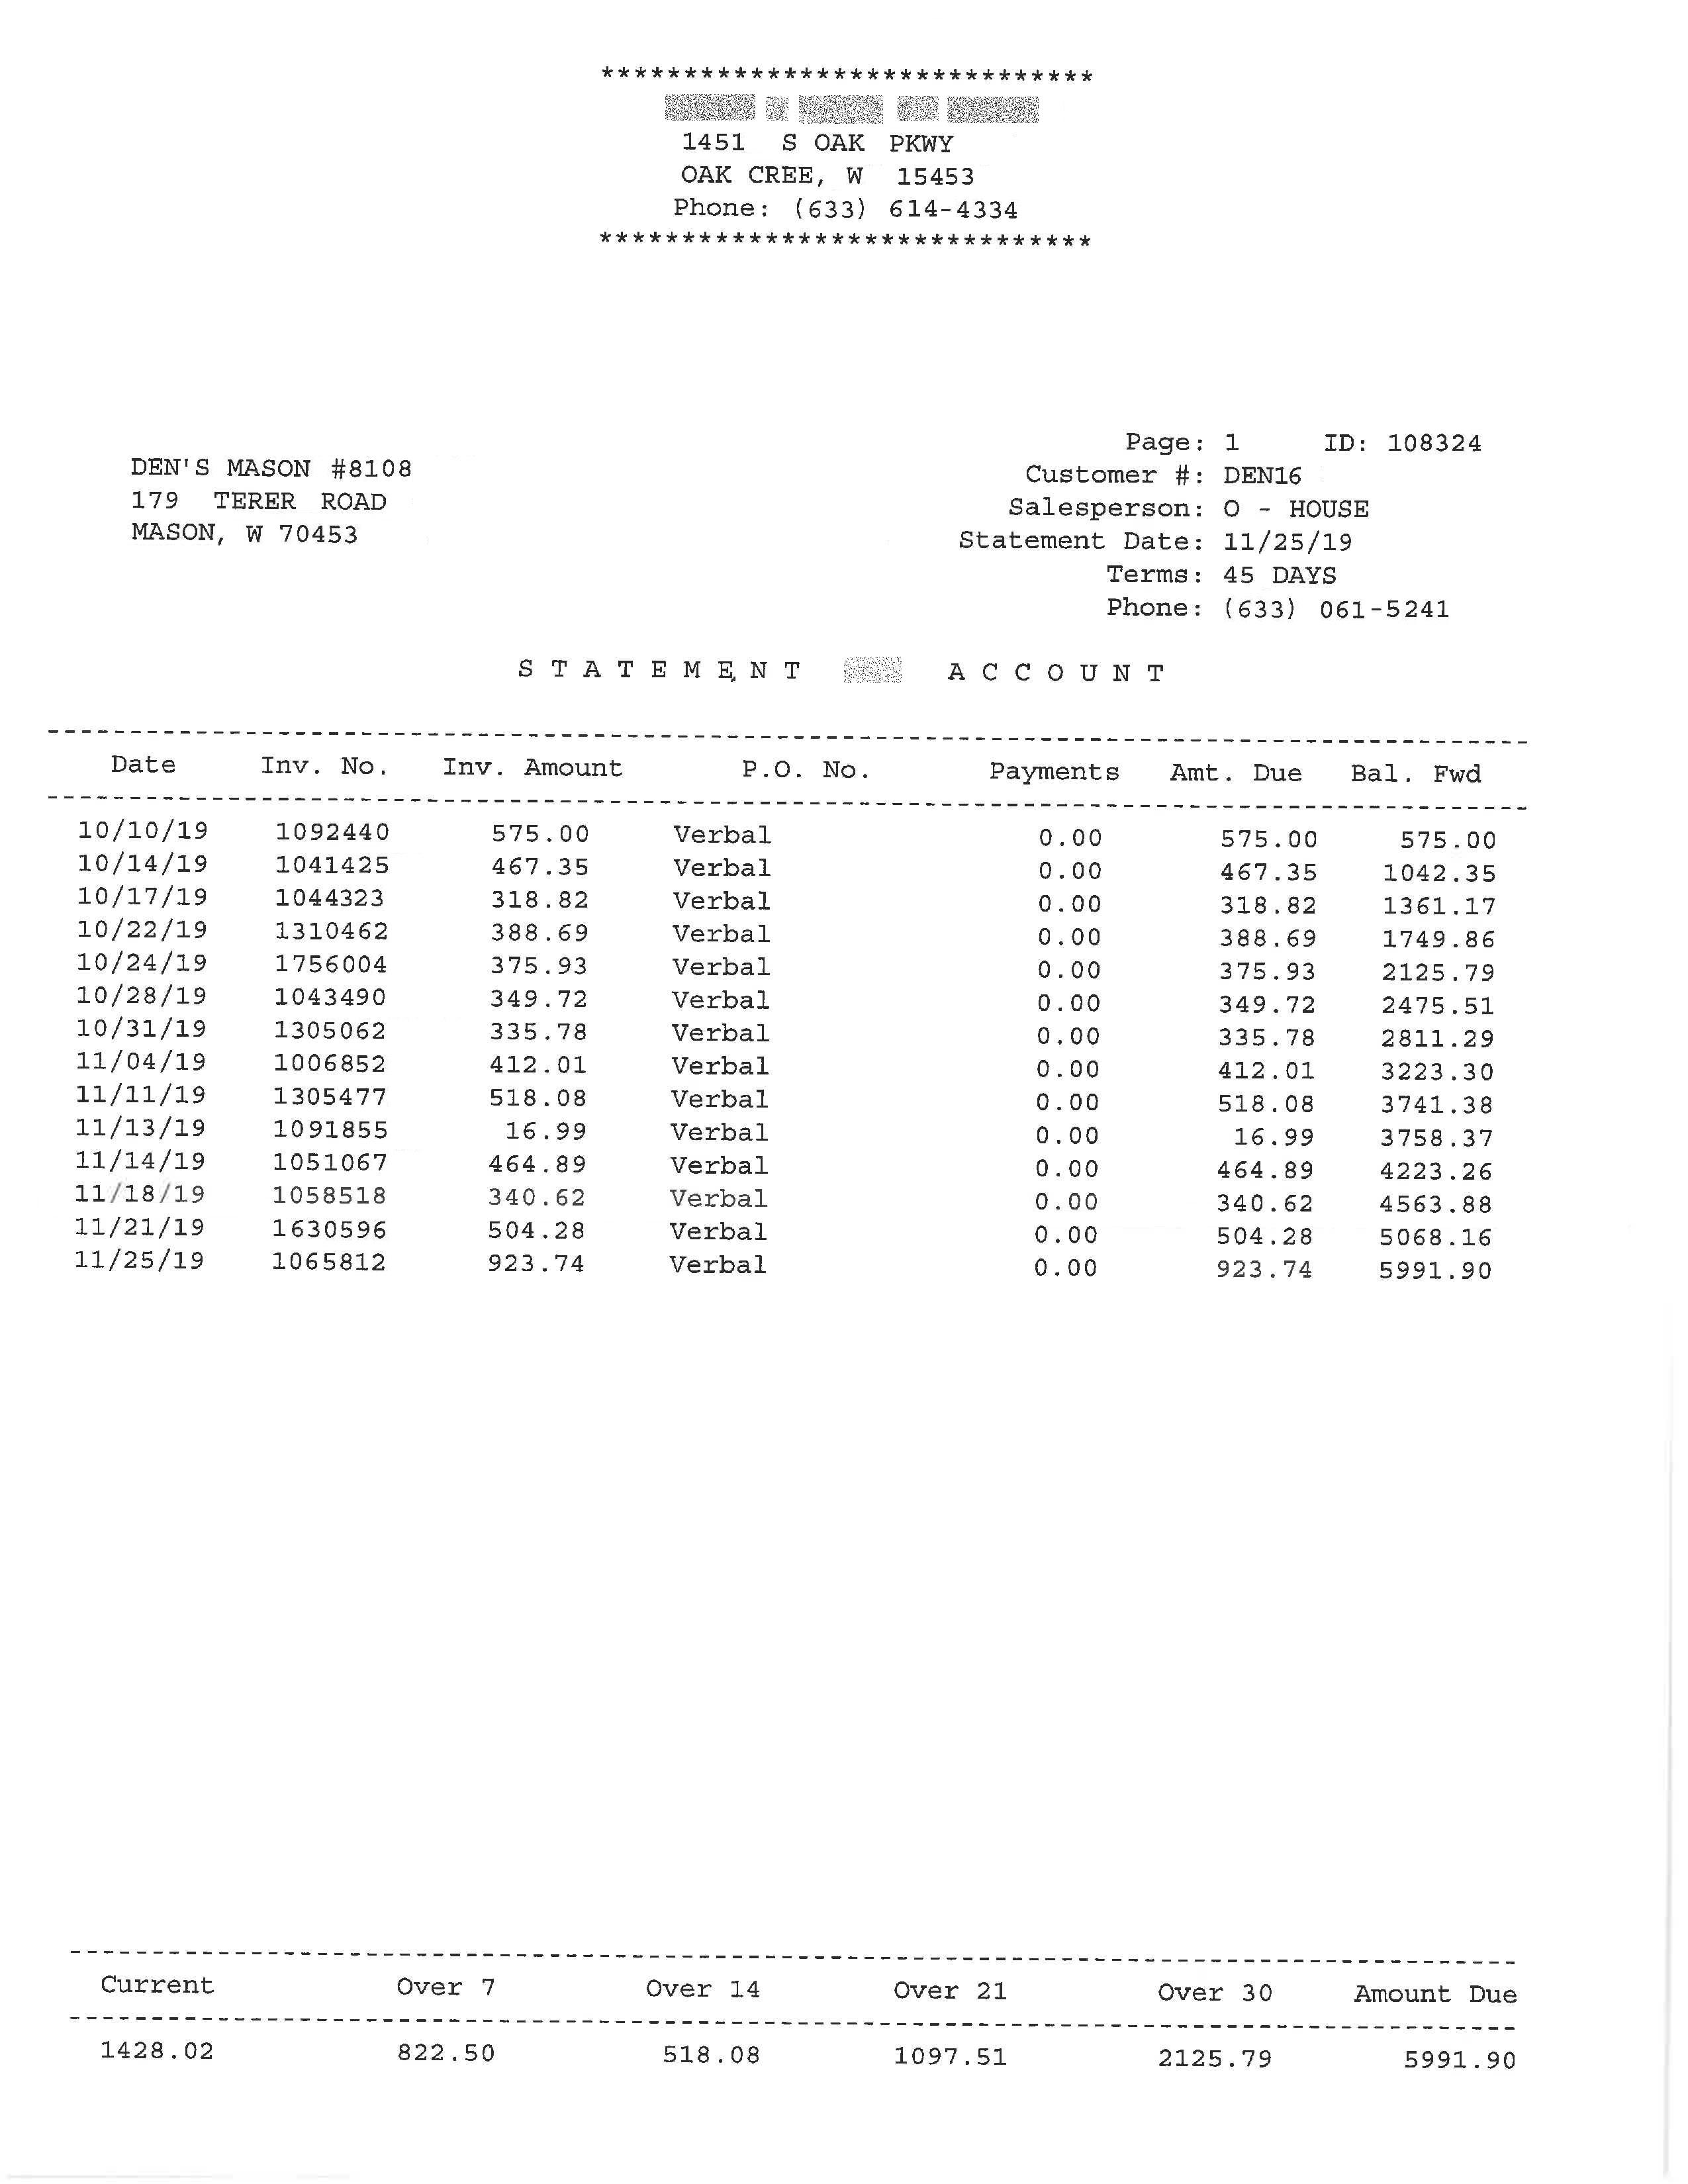 ******************************
1451 S OAK PKWY
OAK CREE, W 15453
Phone: (633) 614-4334
******************************
Page: 1 ID: 108324
DEN'S MASON #8108
Customer #: DEN16
179 TERER ROAD
Salesperson: O - HOUSE
MASON, W 70453
Statement Date: 11/25/19
Terms: 45 DAYS
Phone: (633) 061-5241
S T A T E M E N T A C C O U N T
Date Inv. No. Inv. Amount P.O. No. Payments Amt. Due Bal. Fwd
10/10/19 1092440 575.00 Verbal 0.00 575.00 575.00
10/14/19 1041425 467.35 Verbal 0.00 467.35 1042.35
10/17/19 1044323 318.82 Verbal 0.00 318.82 1361.17
10/22/19 1310462 388.69 Verbal 0.00 388.69 1749.86
10/24/19 1756004 375.93 Verbal 0.00 375.93 2125.79
10/28/19 1043490 349.72 Verbal 0.00 349.72 2475.51
10/31/19 1305062 335.78 Verbal 0.00 335.78 2811.29
11/04/19 1006852 412.01 Verbal 0.00 412.01 3223.30
11/11/19 1305477 518.08 Verbal 0.00 518.08 3741.38
11/13/19 1091855 16.99 Verbal 0.00 16.99 3758.37
11/14/19 1051067 464.89 Verbal 0.00 464.89 4223.26
11/18/19 1058518 340.62 Verbal 0.00 340.62 4563.88
11/21/19 1630596 504.28 Verbal 0.00 504.28 5068.16
11/25/19 1065812 923.74 Verbal 0.00 923.74 5991.90
Current Over 7 Over 14 Over 21 Over 30 Amount Due
1428.02 822.50 518.08 1097.51 2125.79 5991.90